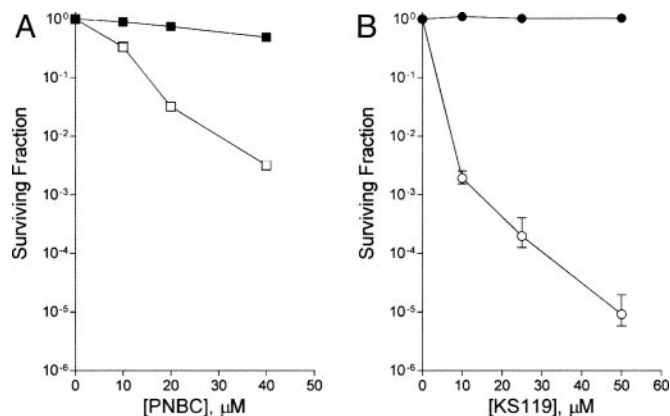 A
10⁰
10⁻¹
10⁻²
10⁻³
10⁻⁴
10⁻⁵
10⁻⁶
Surviving Fraction
0 10 20 30 40 50
[PNBC], μM
B
10⁰
10⁻¹
10⁻²
10⁻³
10⁻⁴
10⁻⁵
10⁻⁶
Surviving Fraction
0 10 20 30 40 50 60
[KS119], μM